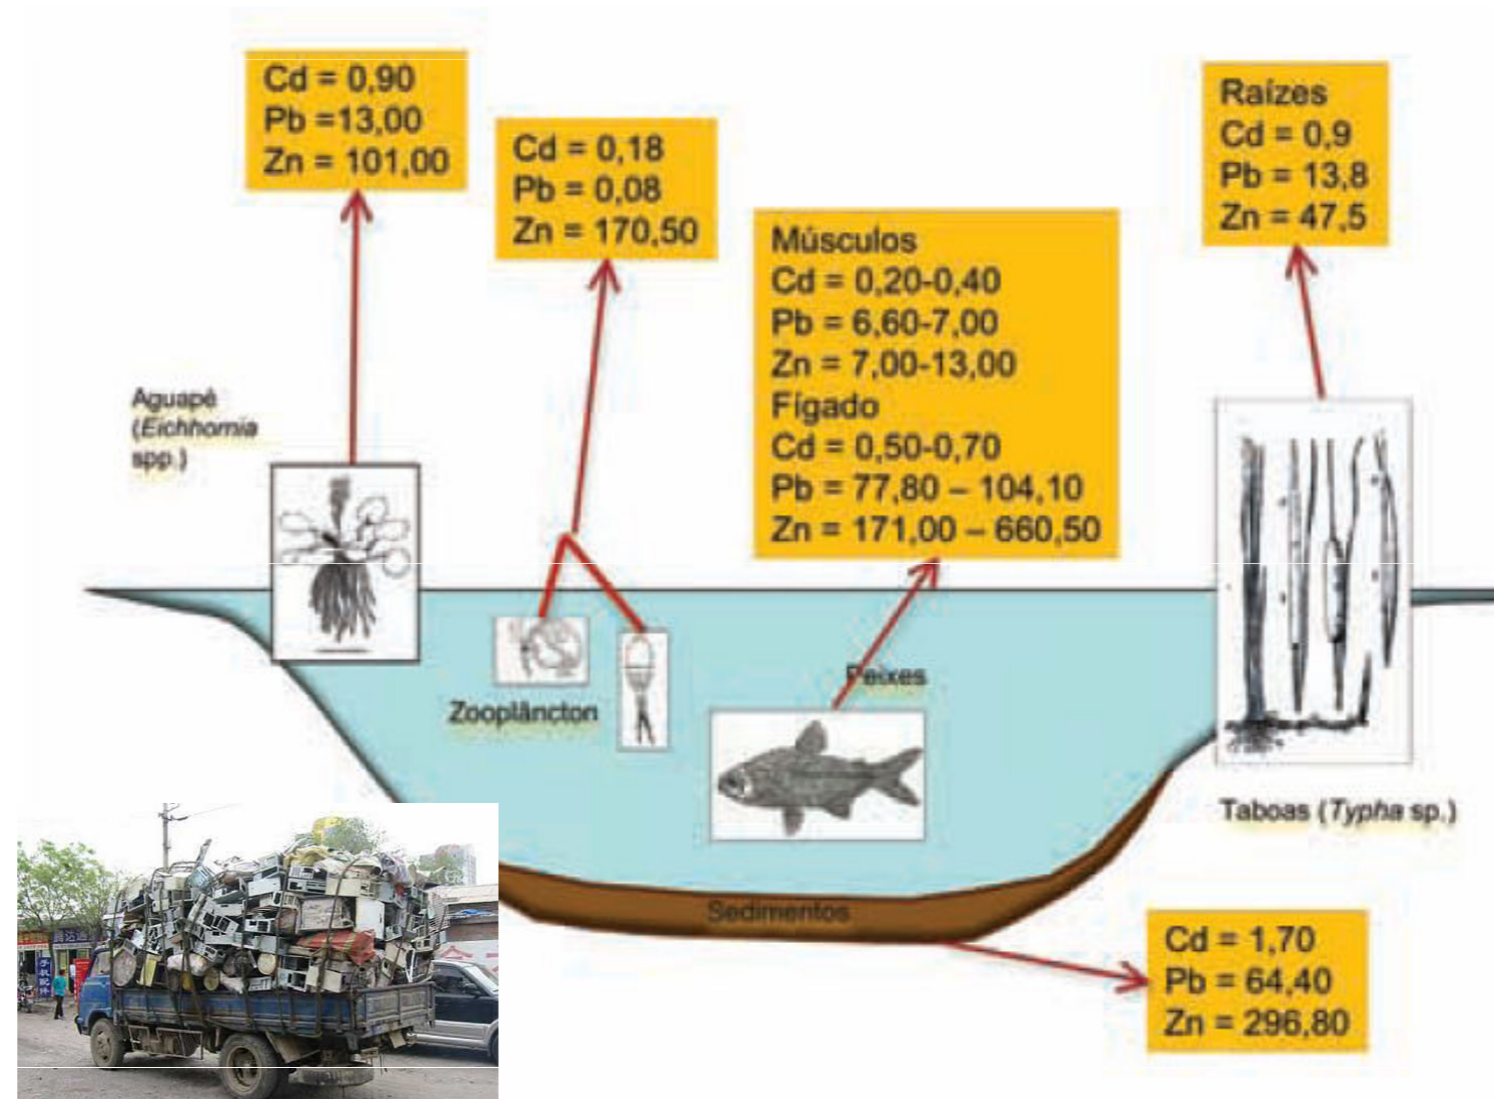 Cd = 0,90
Pb =13,00
Zn = 101,00
Cd = 0,18
Pb = 0,08
Zn = 170,50
Músculos
Cd = 0,20-0,40
Pb = 6,60-7,00
Zn = 7,00-13,00
Fígado
Cd = 0,50-0,70
Pb = 77,80 – 104,10
Zn = 171,00 – 660,50
Raízes
Cd = 0,9
Pb = 13,8
Zn = 47,5
Aguapé
(Eichhornia
spp.)
Zooplâncton
Peixes
Taboas (Typha sp.)
Sedimentos
Cd = 1,70
Pb = 64,40
Zn = 296,80
手机配件